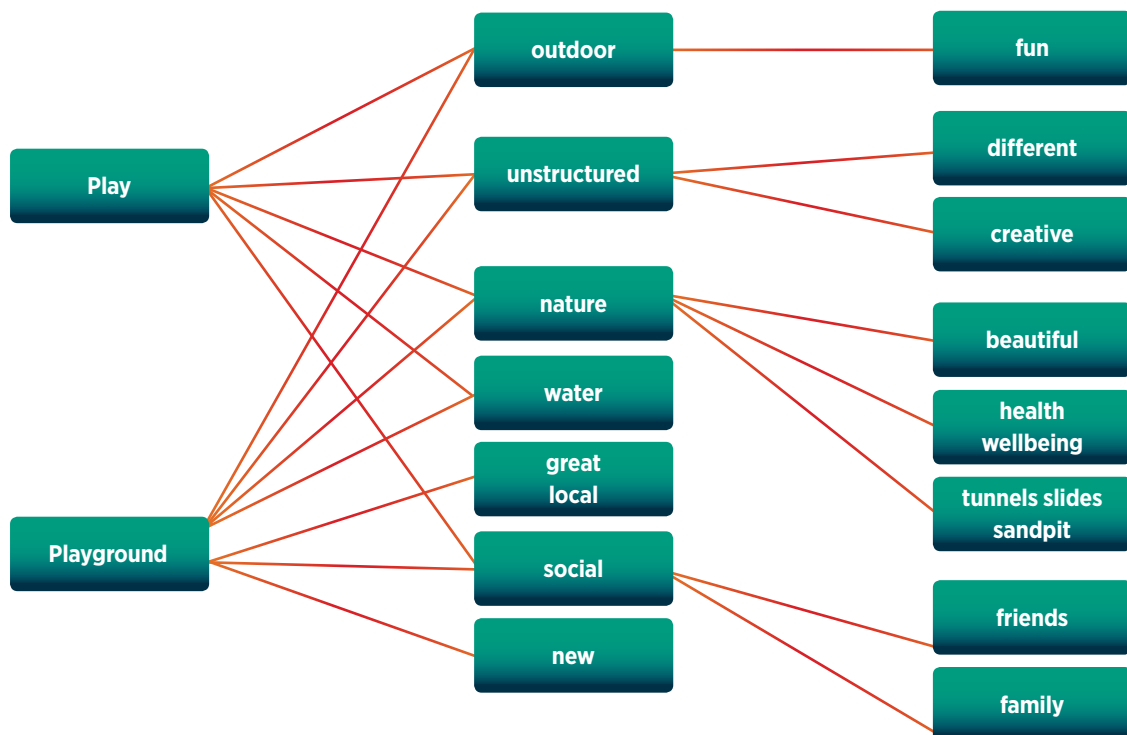 Play
Playground
outdoor
unstructured
nature
water
great
local
social
new
fun
different
creative
beautiful
health
wellbeing
tunnels slides
sandpit
friends
family